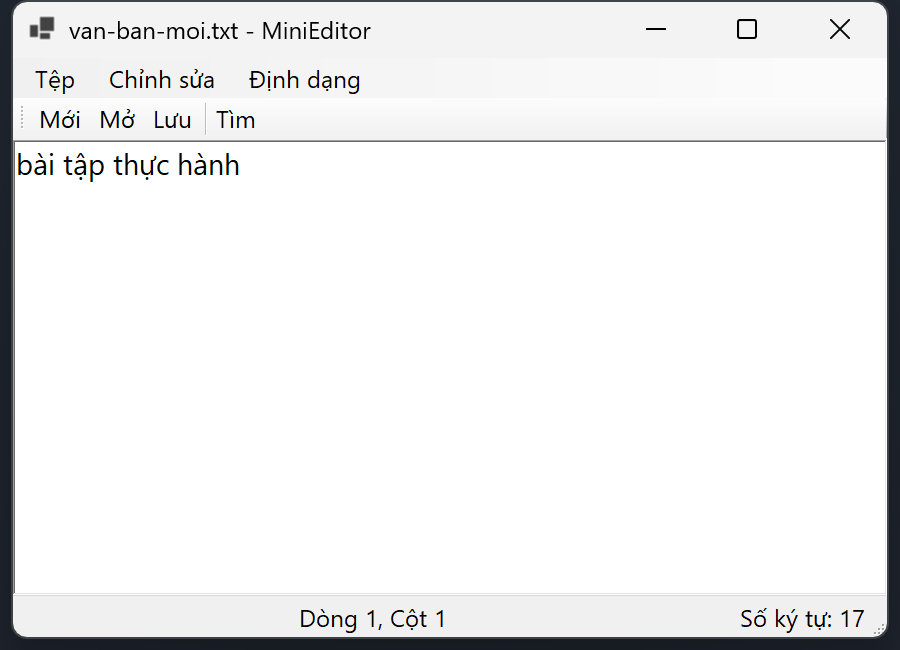 van-ban-moi.txt - MiniEditor
Tệp Chỉnh sửa Định dạng
Mới Mở Lưu Tìm
bài tập thực hành
Dòng 1, Cột 1 Số ký tự: 17